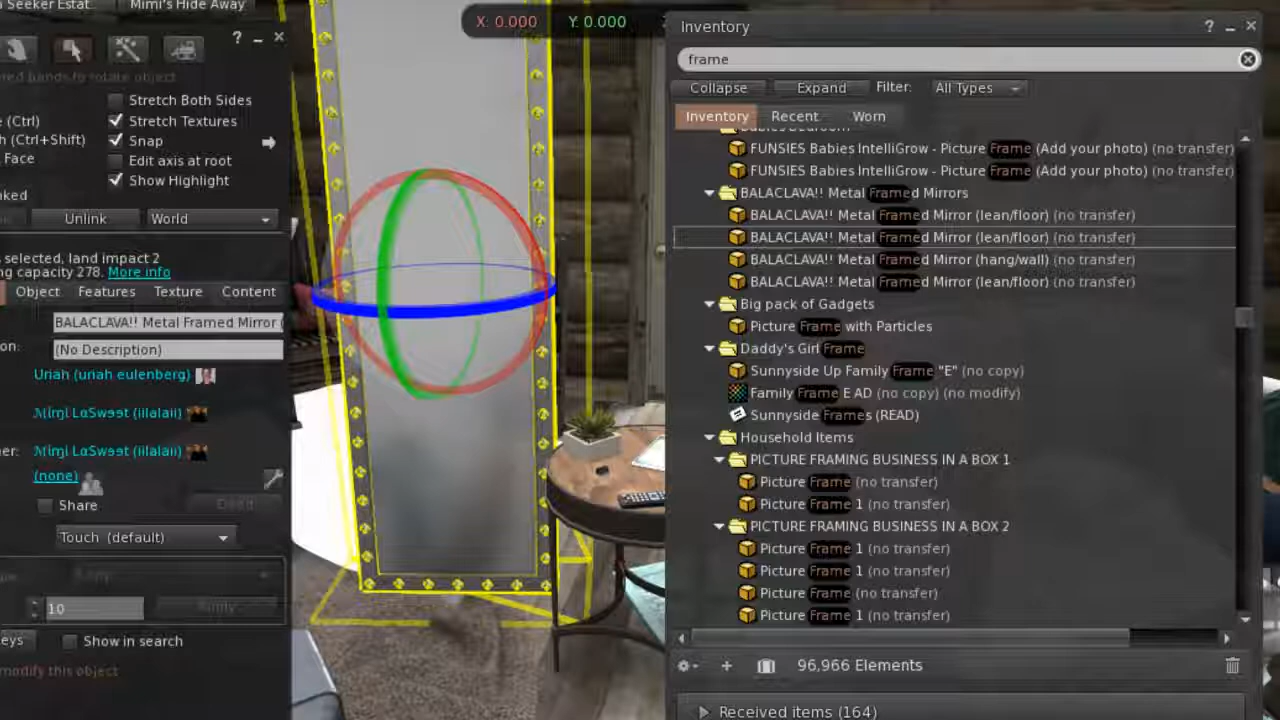 Seeker Estat..
Mimi's Hide Away
X: 0.000
Y: 0.000
Inventory
? _ ×
? _ ×
frame
Collapse
Expand
Filter:
All Types
Inventory
Recent
Worn
Stretch Both Sides
(Ctrl)
Stretch Textures
(Ctrl+Shift)
Snap
Face
Edit axis at root
Show Highlight
Unlink
World
selected, land impact 2
capacity 278. More info
Object
Features
Texture
Content
BALACLAVA!! Metal Framed Mirror (
(No Description)
Uriah (uriah eulenberg)
(none)
Share
Deed
Touch (default)
10
Show in search
modify this object
FUNSIES Babies IntelliGrow - Picture Frame (Add your photo) (no transfer)
FUNSIES Babies IntelliGrow - Picture Frame (Add your photo) (no transfer)
BALACLAVA!! Metal Framed Mirrors
BALACLAVA!! Metal Framed Mirror (lean/floor) (no transfer)
BALACLAVA!! Metal Framed Mirror (lean/floor) (no transfer)
BALACLAVA!! Metal Framed Mirror (hang/wall) (no transfer)
BALACLAVA!! Metal Framed Mirror (lean/floor) (no transfer)
Big pack of Gadgets
Picture Frame with Particles
Daddy's Girl Frame
Sunnyside Up Family Frame "E" (no copy)
Family Frame E AD (no copy) (no modify)
Sunnyside Frames (READ)
Household Items
PICTURE FRAMING BUSINESS IN A BOX 1
Picture Frame (no transfer)
Picture Frame 1 (no transfer)
PICTURE FRAMING BUSINESS IN A BOX 2
Picture Frame 1 (no transfer)
Picture Frame 1 (no transfer)
Picture Frame (no transfer)
Picture Frame 1 (no transfer)
96,966 Elements
Received items (164)